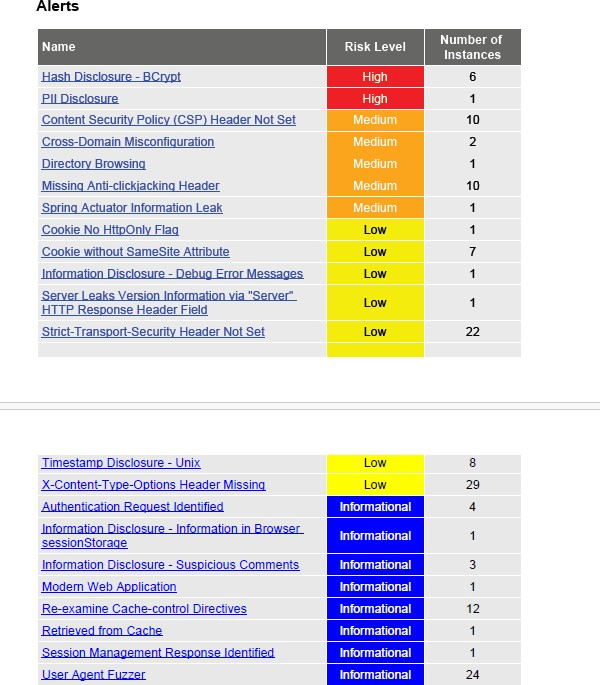 Alerts
Name Risk Level Number of
Instances
Hash Disclosure - BCrypt High 6
PII Disclosure High 1
Content Security Policy (CSP) Header Not Set Medium 10
Cross-Domain Misconfiguration Medium 2
Directory Browsing Medium 1
Missing Anti-clickjacking Header Medium 10
Spring Actuator Information Leak Medium 1
Cookie No HttpOnly Flag Low 1
Cookie without SameSite Attribute Low 7
Information Disclosure - Debug Error Messages Low 1
Server Leaks Version Information via "Server"
HTTP Response Header Field Low 1
Strict-Transport-Security Header Not Set Low 22
Timestamp Disclosure - Unix Low 8
X-Content-Type-Options Header Missing Low 29
Authentication Request Identified Informational 4
Information Disclosure - Information in Browser
sessionStorage Informational 1
Information Disclosure - Suspicious Comments Informational 3
Modern Web Application Informational 1
Re-examine Cache-control Directives Informational 12
Retrieved from Cache Informational 1
Session Management Response Identified Informational 1
User Agent Fuzzer Informational 24